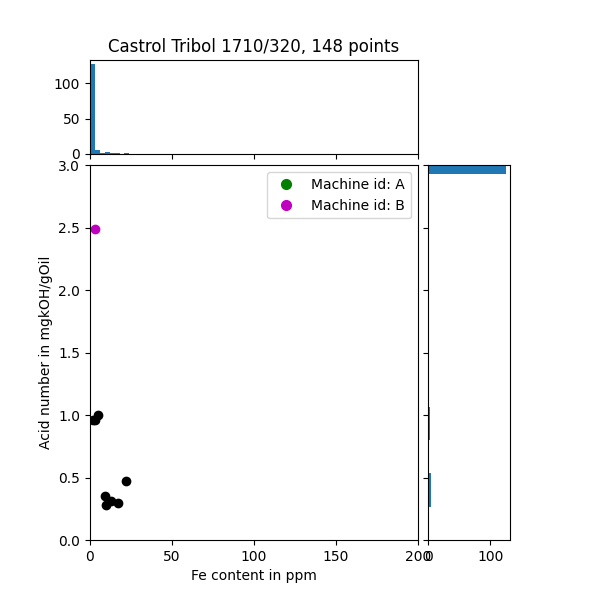 Castrol Tribol 1710/320, 148 points
100
50
0
3.0
2.5
2.0
1.5
1.0
0.5
0.0
Acid number in mgkOH/gOil
Machine id: A
Machine id: B
0 50 100 150 200
0 100
Fe content in ppm